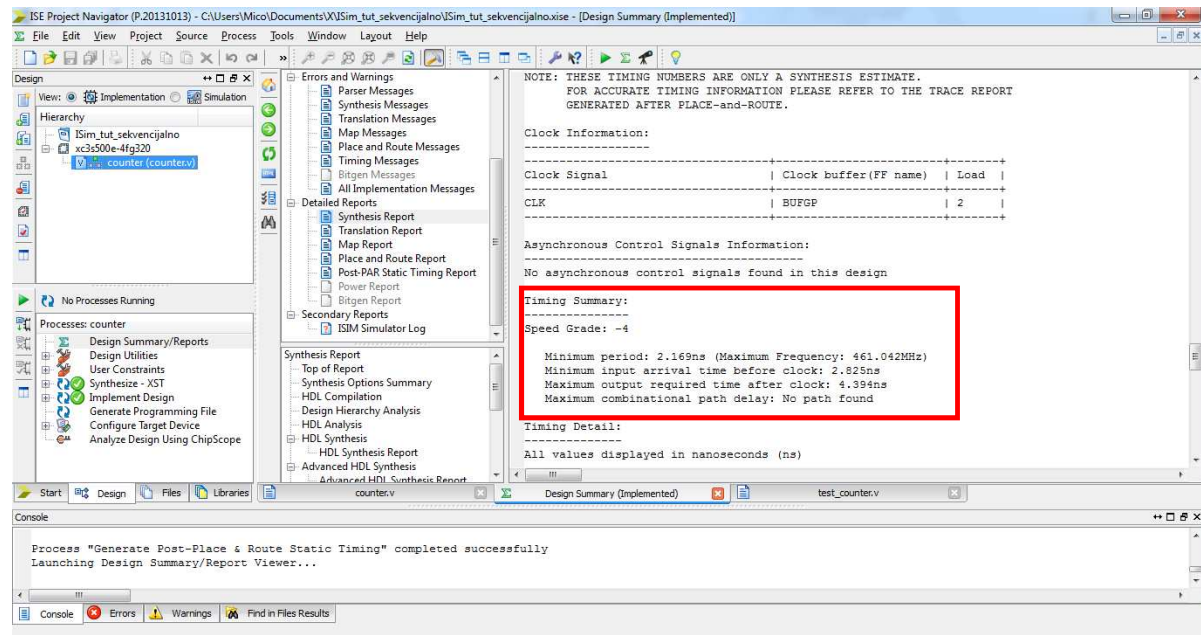 ISE Project Navigator (P.20131013) - C:\Users\Mico\Documents\X\ISim_tut_sekvencijalno\ISim_tut_sekvencijalno.xise - [Design Summary (Implemented)]
File Edit View Project Source Process Tools Window Layout Help
Design
View: Implementation Simulation
Hierarchy
ISim_tut_sekvencijalno
xc3s500e-4fg320
counter (counter.v)
No Processes Running
Processes: counter
Design Summary/Reports
Design Utilities
User Constraints
Synthesize - XST
Implement Design
Generate Programming File
Configure Target Device
Analyze Design Using ChipScope
Start Design Files Libraries
Errors and Warnings
Parser Messages
Synthesis Messages
Translation Messages
Map Messages
Place and Route Messages
Timing Messages
Bitgen Messages
All Implementation Messages
Detailed Reports
Synthesis Report
Translation Report
Map Report
Place and Route Report
Post-PAR Static Timing Report
Power Report
Bitgen Report
Secondary Reports
ISIM Simulator Log
Synthesis Report
Top of Report
Synthesis Options Summary
HDL Compilation
Design Hierarchy Analysis
HDL Analysis
HDL Synthesis
HDL Synthesis Report
Advanced HDL Synthesis
Advanced HDL Synthesis Report
NOTE: THESE TIMING NUMBERS ARE ONLY A SYNTHESIS ESTIMATE.
FOR ACCURATE TIMING INFORMATION PLEASE REFER TO THE TRACE REPORT
GENERATED AFTER PLACE-and-ROUTE.
Clock Information:
------------------
-----------------------------------+------------------------+-------+
Clock Signal | Clock buffer(FF name) | Load |
-----------------------------------+------------------------+-------+
CLK | BUFGP | 2 |
-----------------------------------+------------------------+-------+
Asynchronous Control Signals Information:
----------------------------------------
No asynchronous control signals found in this design
Timing Summary:
---------------
Speed Grade: -4
Minimum period: 2.169ns (Maximum Frequency: 461.042MHz)
Minimum input arrival time before clock: 2.825ns
Maximum output required time after clock: 4.394ns
Maximum combinational path delay: No path found
Timing Detail:
--------------
All values displayed in nanoseconds (ns)
counter.v Design Summary (Implemented) test_counter.v
Console
Process "Generate Post-Place & Route Static Timing" completed successfully
Launching Design Summary/Report Viewer...
Console Errors Warnings Find in Files Results